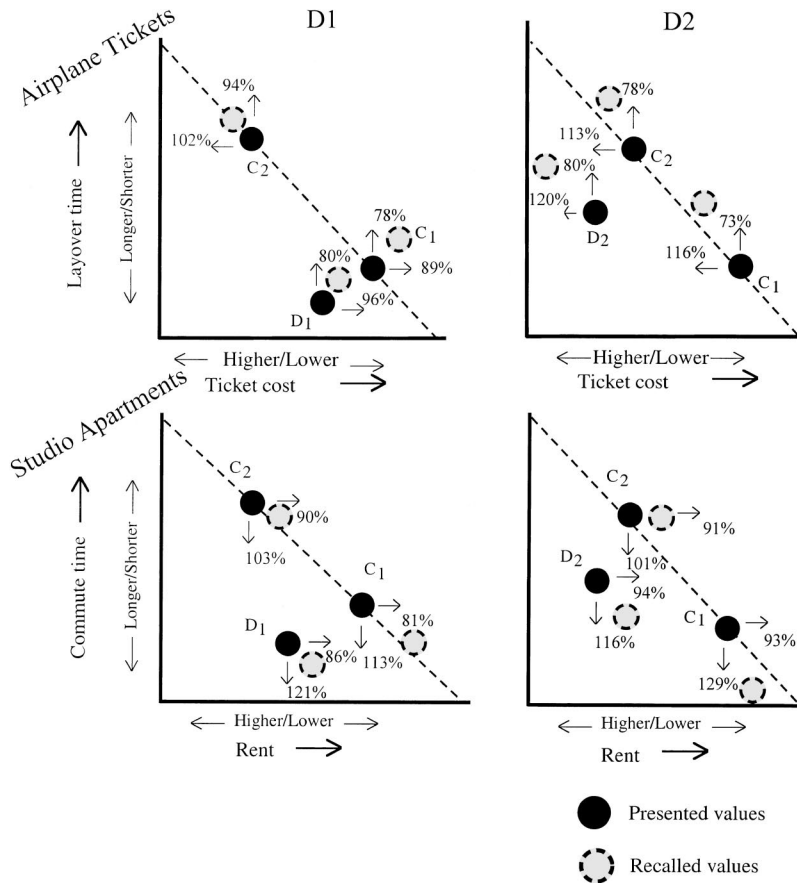 D1
D2
Airplane Tickets
94%
102%
C2
78%
C1
80%
89%
96%
D1
Layover time
Longer/Shorter
Higher/Lower
Ticket cost
78%
113%
C2
80%
120%
D2
73%
116%
C1
Higher/Lower
Ticket cost
Studio Apartments
C2
90%
103%
C1
81%
D1
86%
113%
121%
Commute time
Longer/Shorter
Higher/Lower
Rent
C2
91%
101%
D2
94%
116%
C1
93%
129%
Higher/Lower
Rent
Presented values
Recalled values